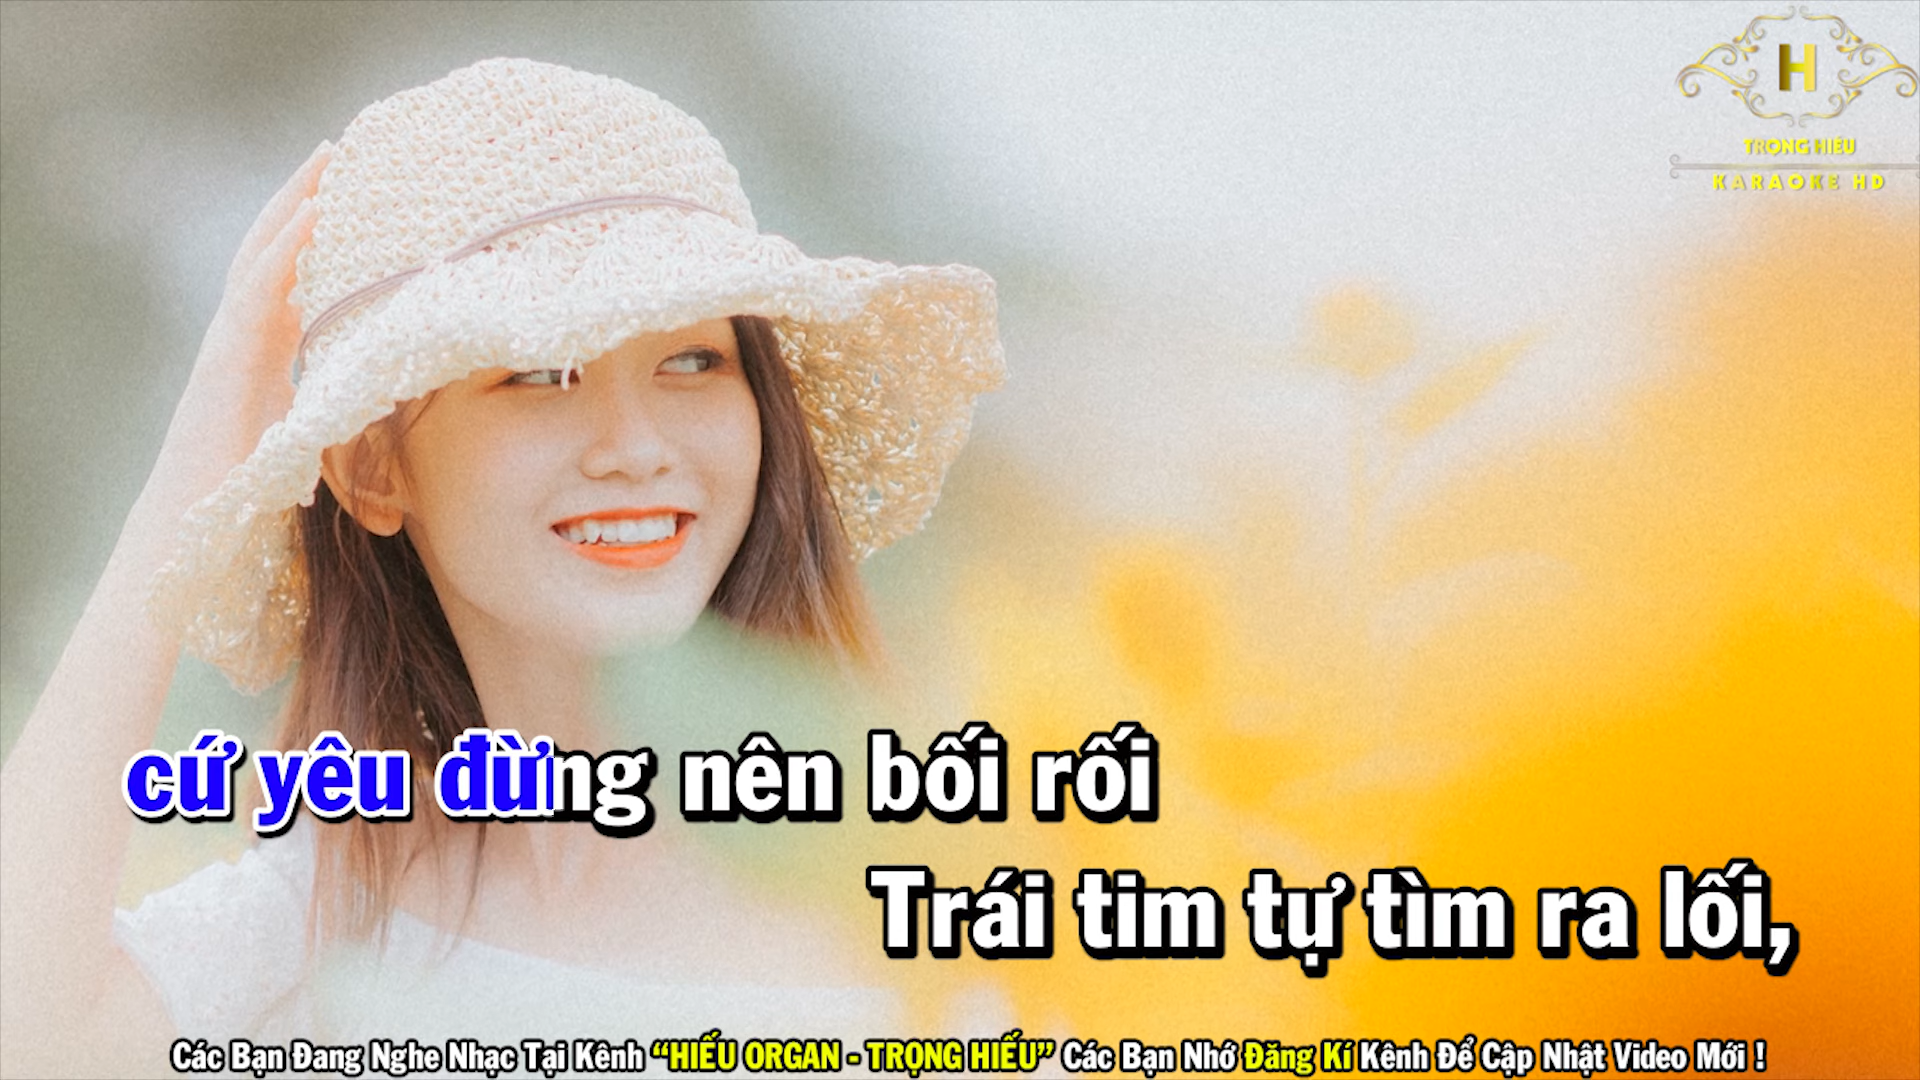 H
TRỌNG HIẾU
KARAOKE HD
cứ yêu đừng nên bối rối
Trái tim tự tìm ra lối,
Các Bạn Đang Nghe Nhạc Tại Kênh “HIẾU ORGAN - TRỌNG HIẾU” Các Bạn Nhớ Đăng Kí Kênh Để Cập Nhật Video Mới !